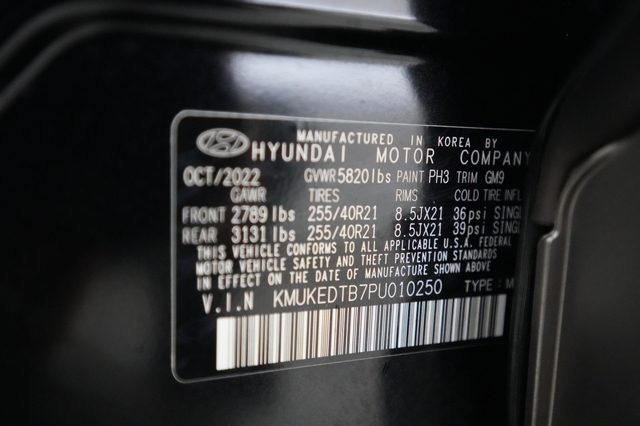 MANUFACTURED IN KOREA BY
HYUNDAI MOTOR COMPANY
OCT/2022 GVWR 5820lbs PAINT PH3 TRIM GM9
GAWR TIRES RIMS COLD TIRE INFL
FRONT 2789 lbs 255/40R21 8.5JX21 36psi SINGL
REAR 3131 lbs 255/40R21 8.5JX21 39psi SINGL
THIS VEHICLE CONFORMS TO ALL APPLICABLE U.S.A. FEDERAL
MOTOR VEHICLE SAFETY AND THEFT PREVENTION STANDARDS
IN EFFECT ON THE DATE OF MANUFACTURE SHOWN ABOVE
V.I.N KMUKEDTB7PU010250 TYPE : M